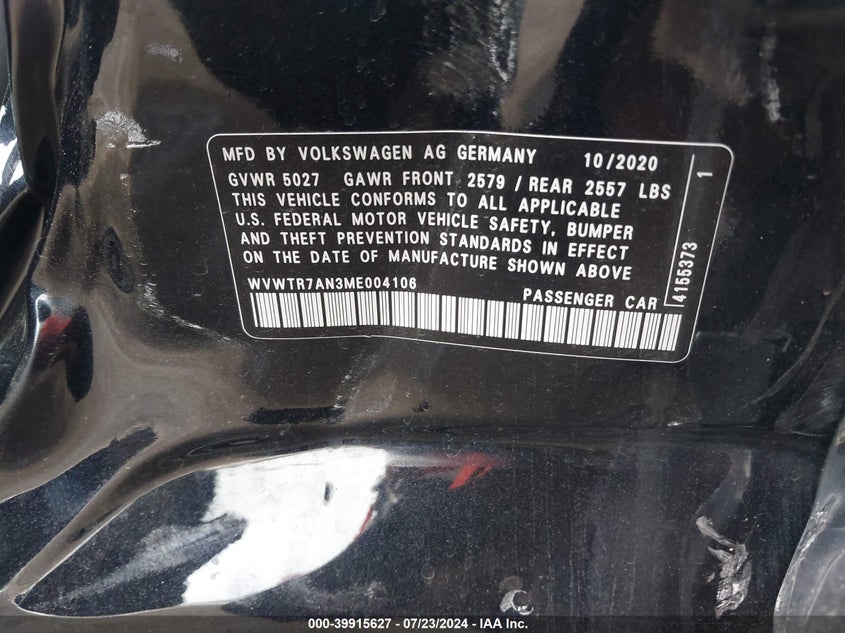 MFD BY VOLKSWAGEN AG GERMANY 10/2020
GVWR 5027 GAWR FRONT 2579 / REAR 2557 LBS
THIS VEHICLE CONFORMS TO ALL APPLICABLE
U.S. FEDERAL MOTOR VEHICLE SAFETY, BUMPER
AND THEFT PREVENTION STANDARDS IN EFFECT
ON THE DATE OF MANUFACTURE SHOWN ABOVE
WVWTR7AN3ME004106 PASSENGER CAR
4155373 1
000-39915627 - 07/23/2024 - IAA Inc.